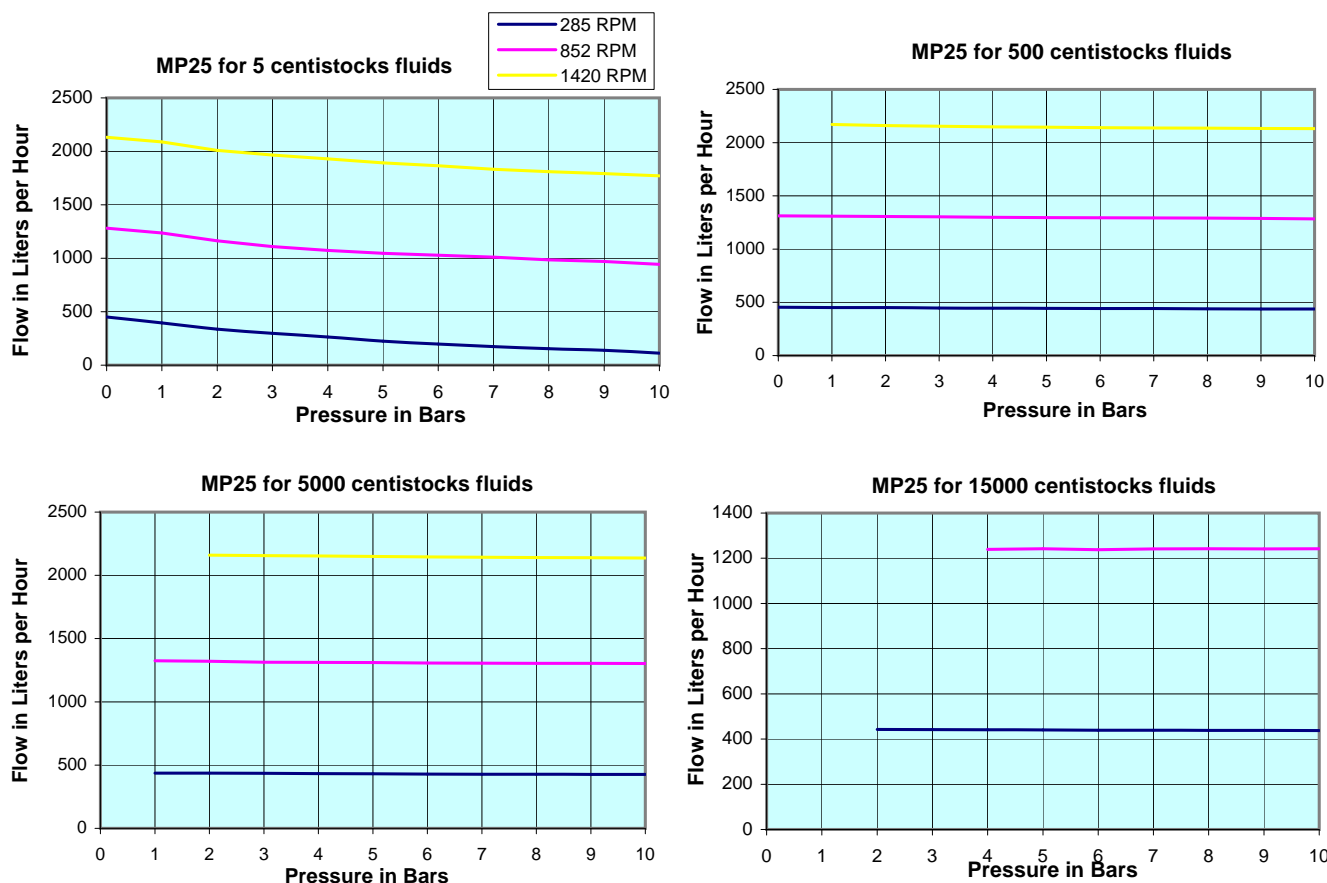 285 RPM
852 RPM
1420 RPM
MP25 for 5 centistocks fluids
Flow in Liters per Hour
2500
2000
1500
1000
500
0
0 1 2 3 4 5 6 7 8 9 10
Pressure in Bars
MP25 for 500 centistocks fluids
Flow in Liters per Hour
2500
2000
1500
1000
500
0
0 1 2 3 4 5 6 7 8 9 10
Pressure in Bars
MP25 for 5000 centistocks fluids
Flow in Liters per Hour
2500
2000
1500
1000
500
0
0 1 2 3 4 5 6 7 8 9 10
Pressure in Bars
MP25 for 15000 centistocks fluids
Flow in Liters per Hour
1400
1200
1000
800
600
400
200
0
0 1 2 3 4 5 6 7 8 9 10
Pressure in Bars